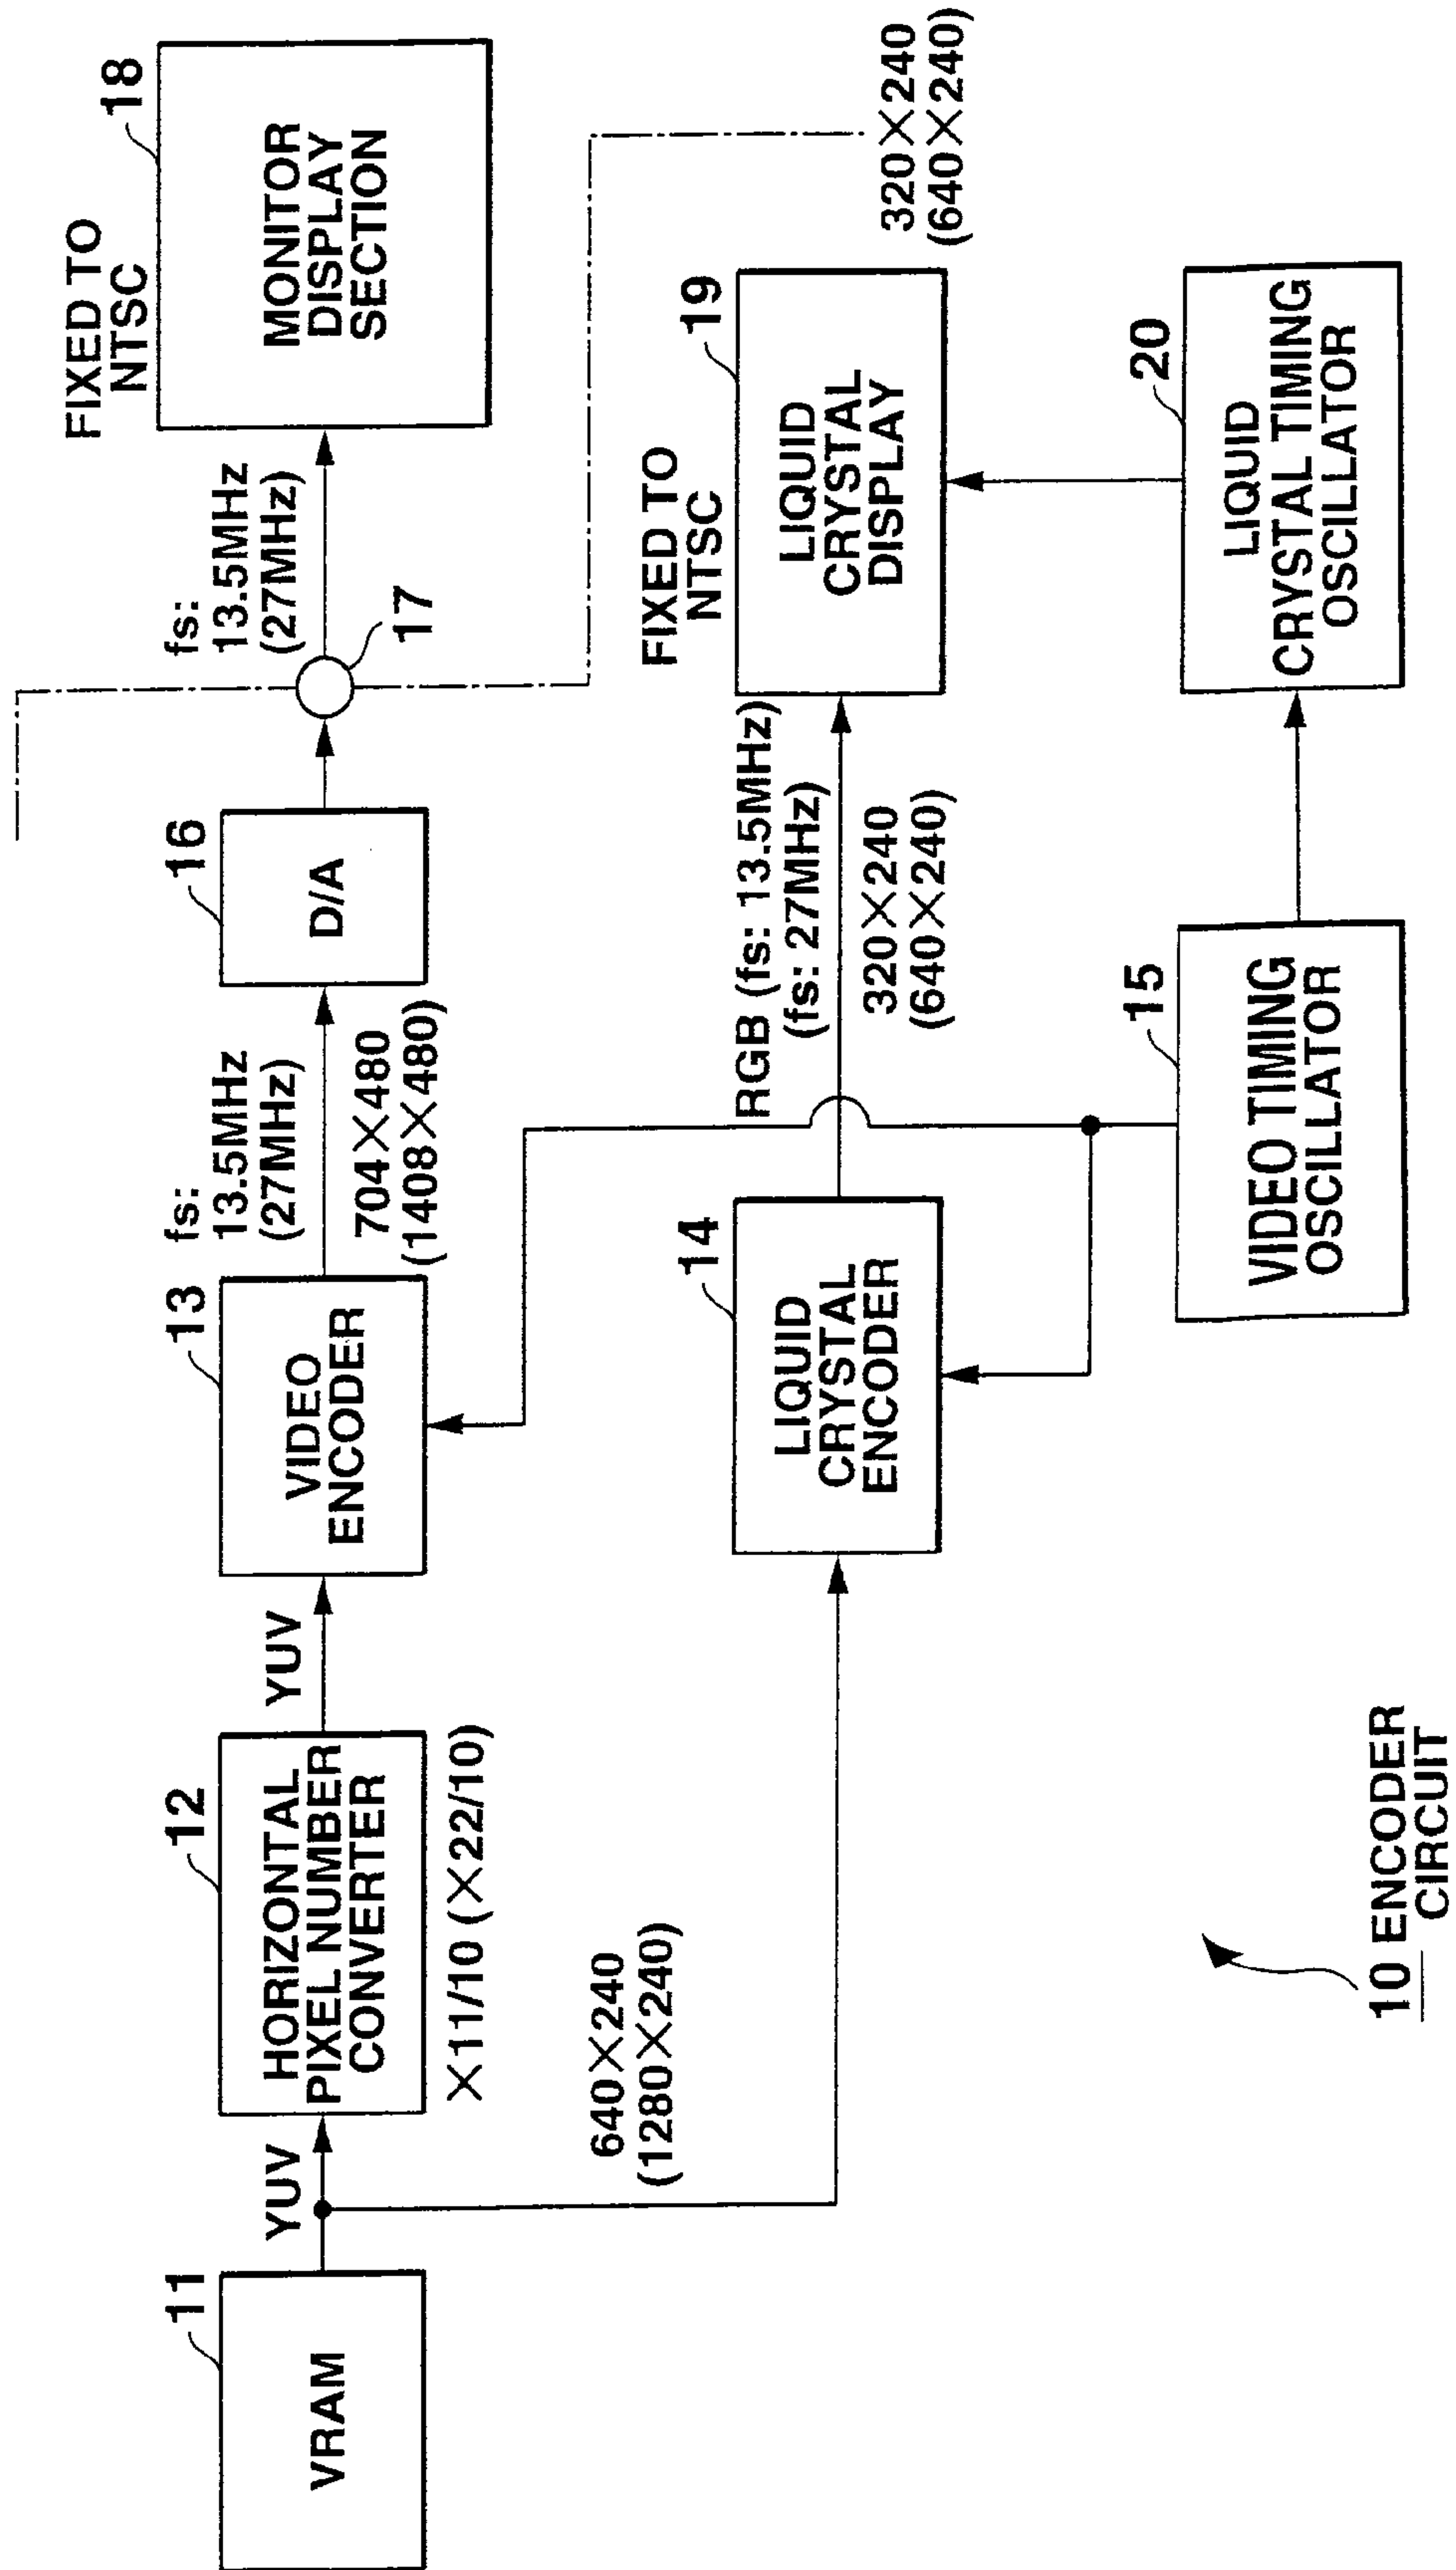 11
VRAM
YUV
12
HORIZONTAL
PIXEL NUMBER
CONVERTER
×11/10 (×22/10)
YUV
13
VIDEO
ENCODER
fs:
13.5MHz
(27MHz)
704×480
(1408×480)
16
D/A
17
fs:
13.5MHz
(27MHz)
FIXED TO
NTSC
18
MONITOR
DISPLAY
SECTION
640×240
(1280×240)
14
LIQUID
CRYSTAL
ENCODER
RGB (fs: 13.5MHz)
(fs: 27MHz)
320×240
(640×240)
FIXED TO
NTSC
19
LIQUID
CRYSTAL
DISPLAY
320×240
(640×240)
15
VIDEO TIMING
OSCILLATOR
20
LIQUID
CRYSTAL TIMING
OSCILLATOR
10 ENCODER
CIRCUIT